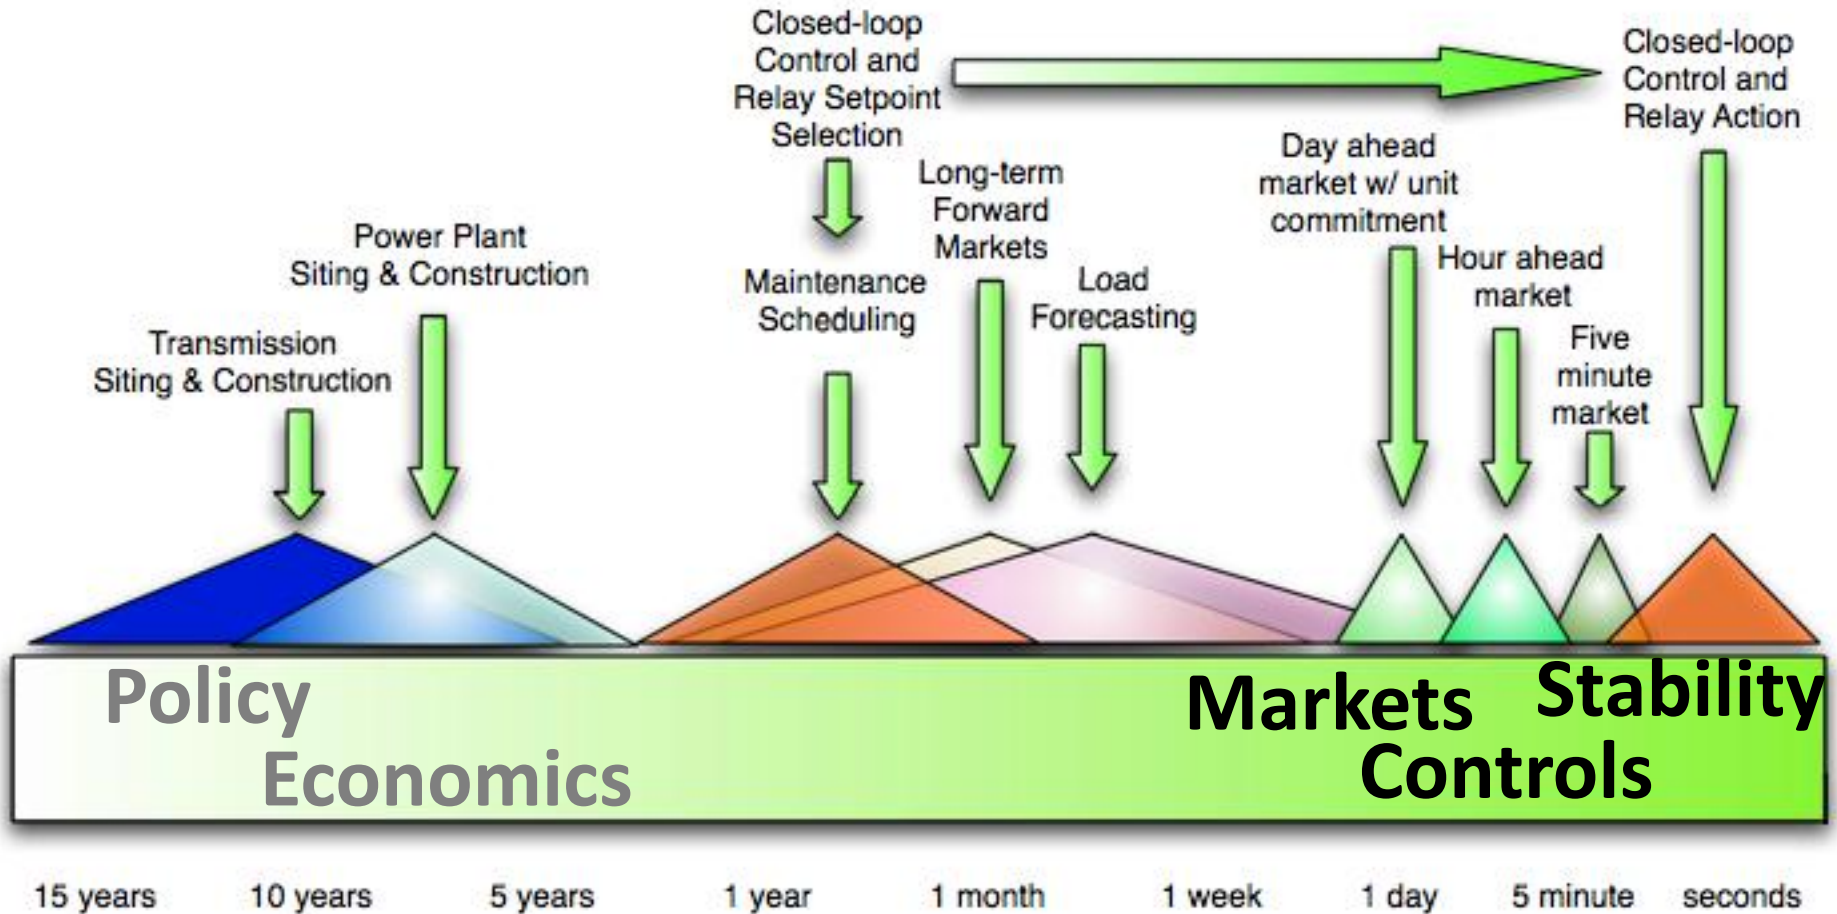 Closed-loop
Control and
Relay Setpoint
Selection
Closed-loop
Control and
Relay Action
Day ahead
market w/ unit
commitment
Long-term
Forward
Markets
Power Plant
Siting & Construction
Hour ahead
market
Maintenance
Scheduling
Load
Forecasting
Transmission
Siting & Construction
Five
minute
market
Policy
Economics
Markets
Stability
Controls
15 years
10 years
5 years
1 year
1 month
1 week
1 day
5 minute
seconds